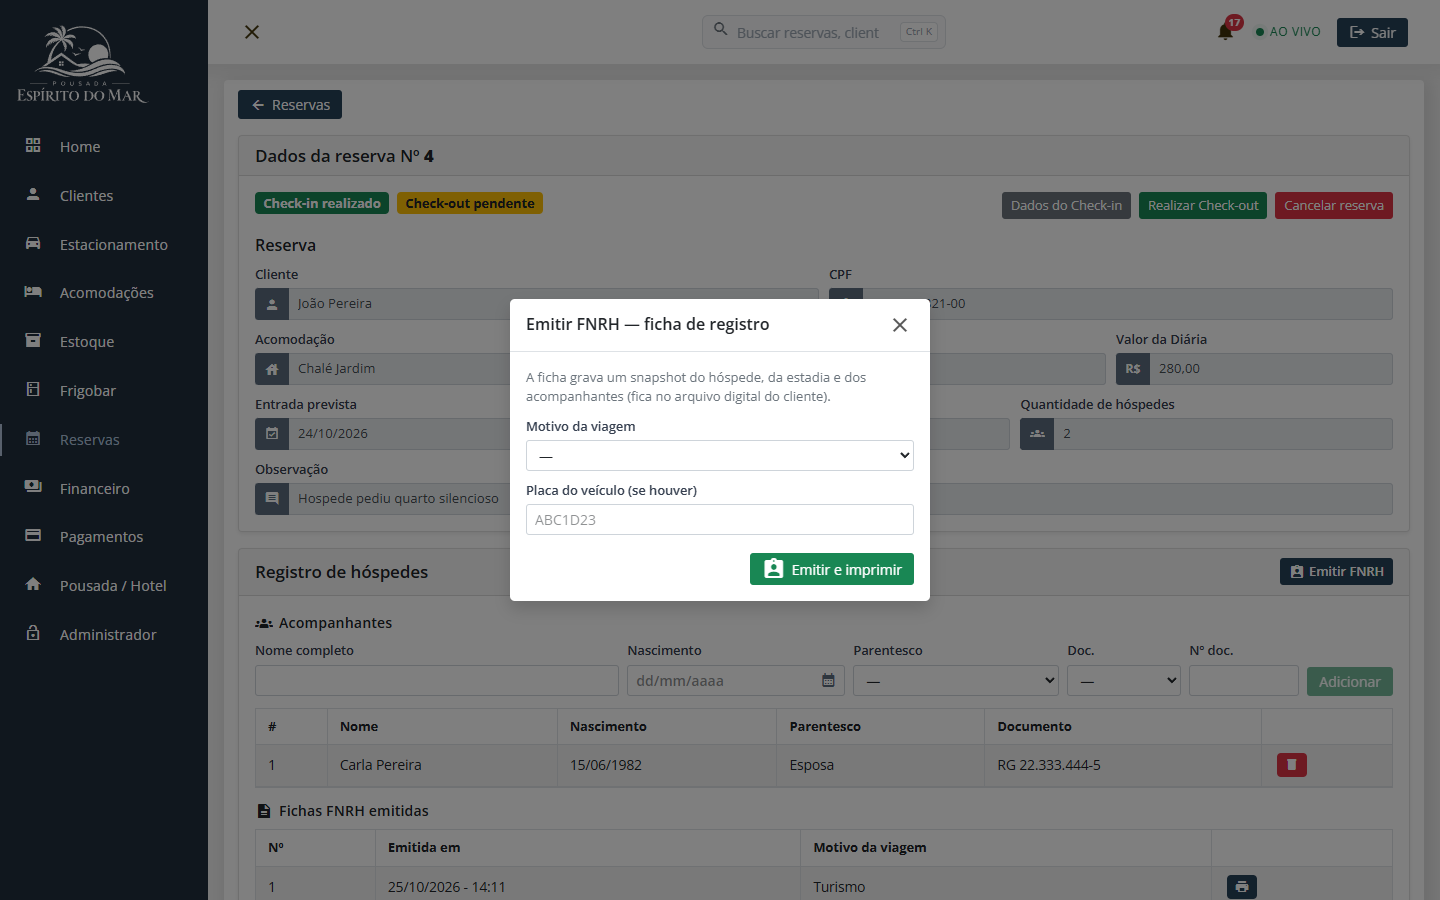 POUSADA
ESPÍRITO DO MAR
Buscar reservas, client
Ctrl K
17
AO VIVO
Sair
Home
Clientes
Estacionamento
Acomodações
Estoque
Frigobar
Reservas
Financeiro
Pagamentos
Pousada / Hotel
Administrador
Reservas
Dados da reserva Nº 4
Check-in realizado
Check-out pendente
Dados do Check-in
Realizar Check-out
Cancelar reserva
Reserva
Cliente
CPF
João Pereira
21-00
Acomodação
Valor da Diária
Chalé Jardim
R$
280,00
Entrada prevista
Quantidade de hóspedes
24/10/2026
2
Observação
Hospede pediu quarto silencioso
Emitir FNRH — ficha de registro
A ficha grava um snapshot do hóspede, da estadia e dos
acompanhantes (fica no arquivo digital do cliente).
Motivo da viagem
—
Placa do veículo (se houver)
ABC1D23
Emitir e imprimir
Registro de hóspedes
Emitir FNRH
Acompanhantes
Nome completo
Nascimento
Parentesco
Doc.
Nº doc.
dd/mm/aaaa
—
—
Adicionar
# Nome Nascimento Parentesco Documento
1 Carla Pereira 15/06/1982 Esposa RG 22.333.444-5
Fichas FNRH emitidas
Nº Emitida em Motivo da viagem
1 25/10/2026 - 14:11 Turismo